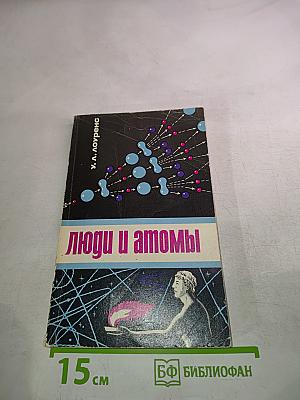 У. Л. ЛОУРЕНС
ЛЮДИ И АТОМЫ
15 см
БФ БИБЛИОФАН